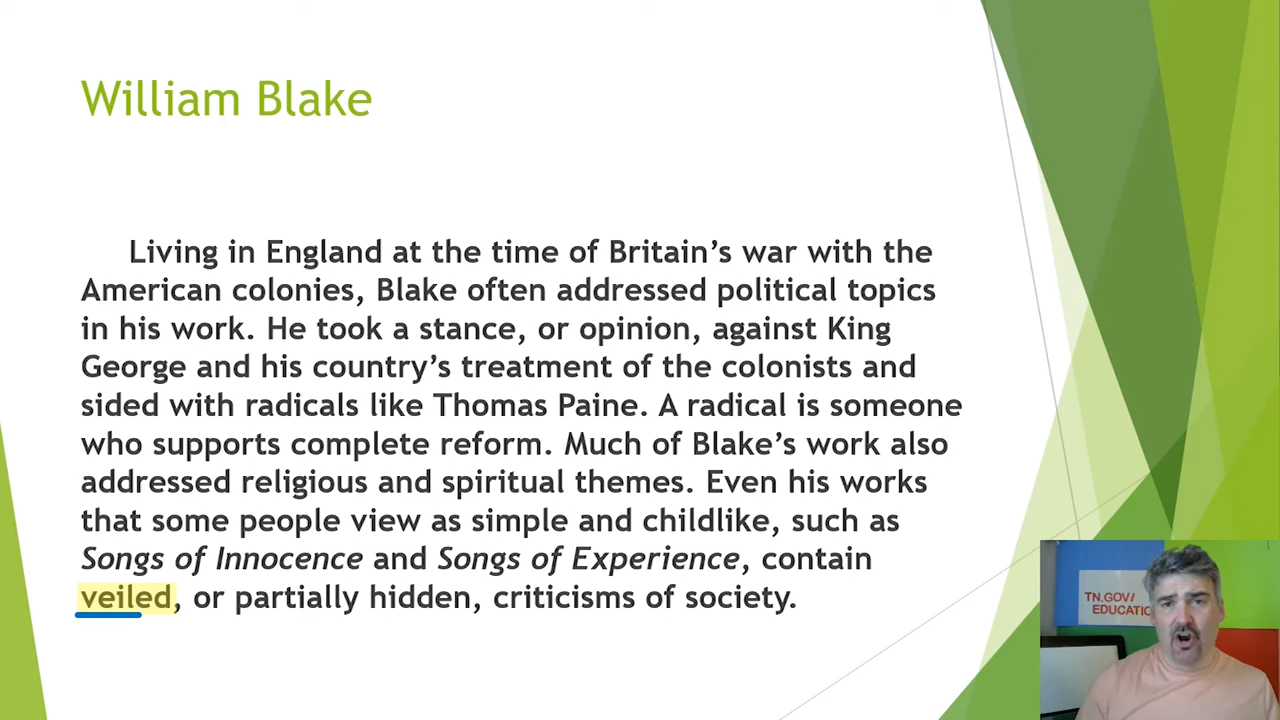 William Blake
Living in England at the time of Britain’s war with the
American colonies, Blake often addressed political topics
in his work. He took a stance, or opinion, against King
George and his country’s treatment of the colonists and
sided with radicals like Thomas Paine. A radical is someone
who supports complete reform. Much of Blake’s work also
addressed religious and spiritual themes. Even his works
that some people view as simple and childlike, such as
Songs of Innocence and Songs of Experience, contain
veiled, or partially hidden, criticisms of society.
TN.GOV/
EDUCATIO